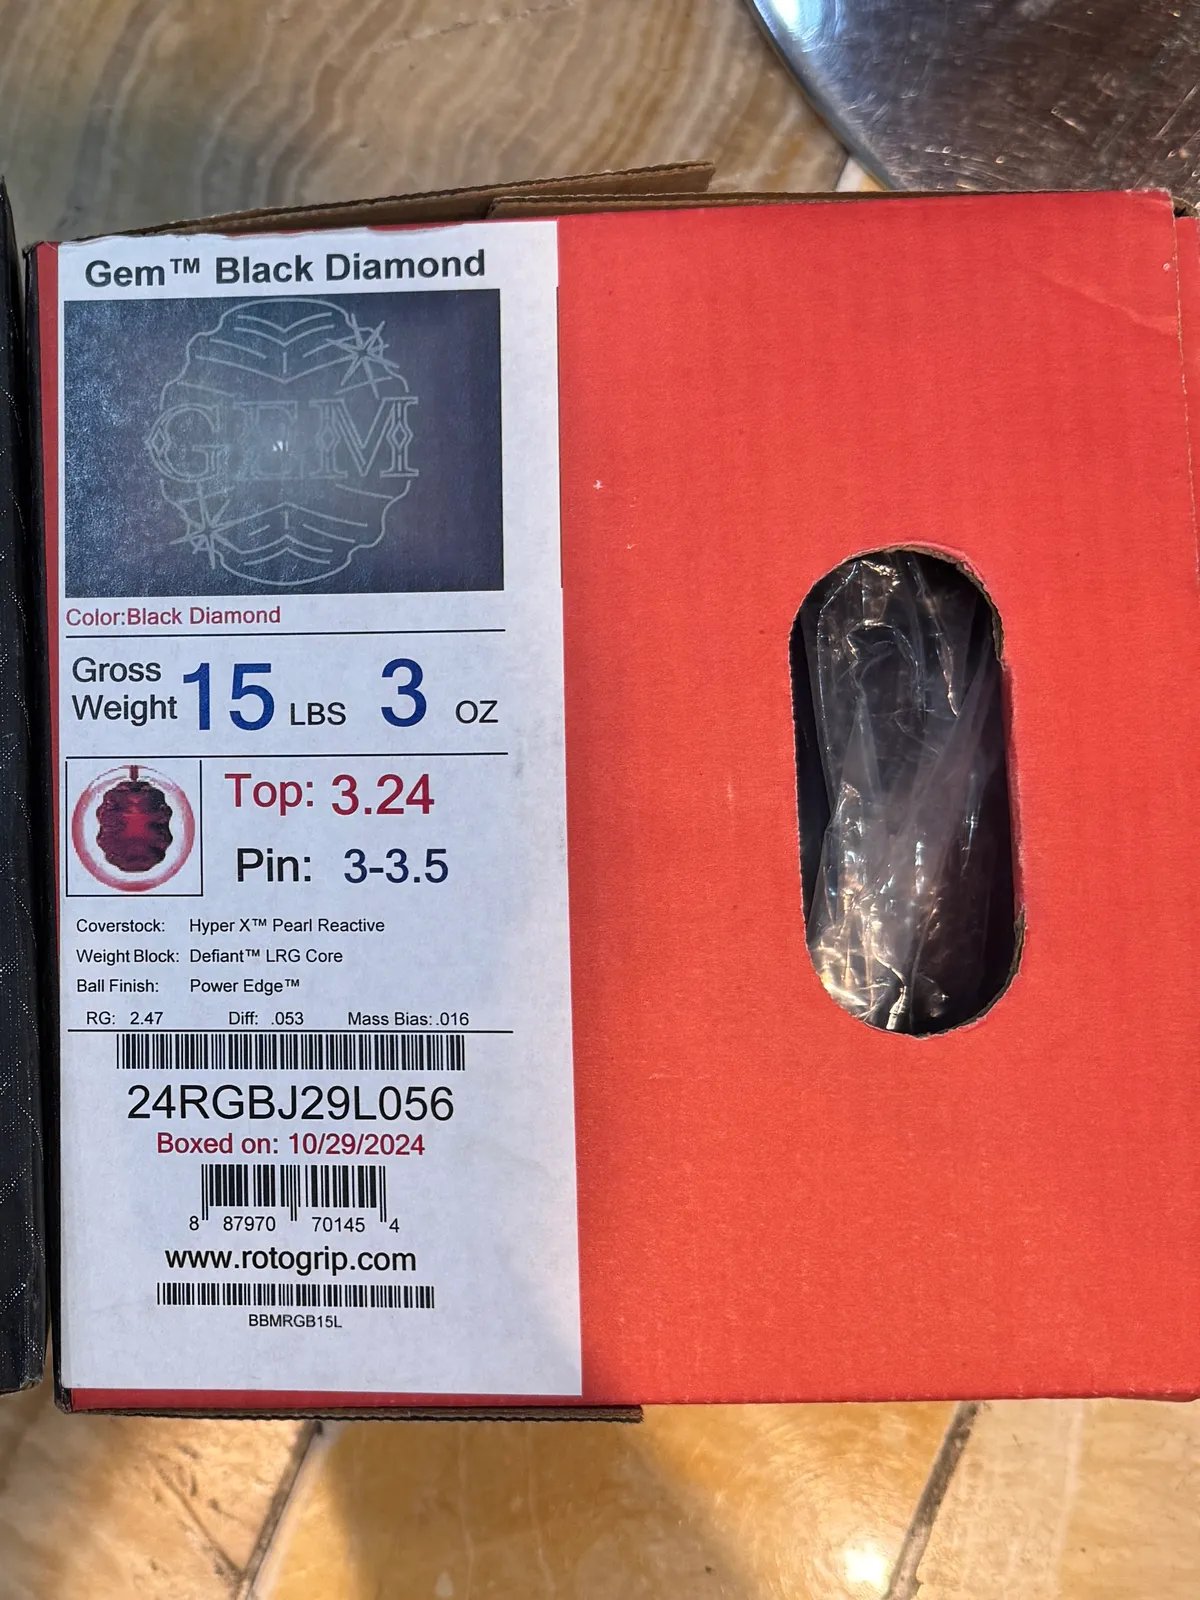 Gem™ Black Diamond
GEM
Color:Black Diamond
Gross Weight 15 LBS 3 OZ
Top: 3.24
Pin: 3-3.5
Coverstock: Hyper X™ Pearl Reactive
Weight Block: Defiant™ LRG Core
Ball Finish: Power Edge™
RG: 2.47 Diff: .053 Mass Bias: .016
24RGBJ29L056
Boxed on: 10/29/2024
8 87970 70145 4
www.rotogrip.com
BBMRGB15L